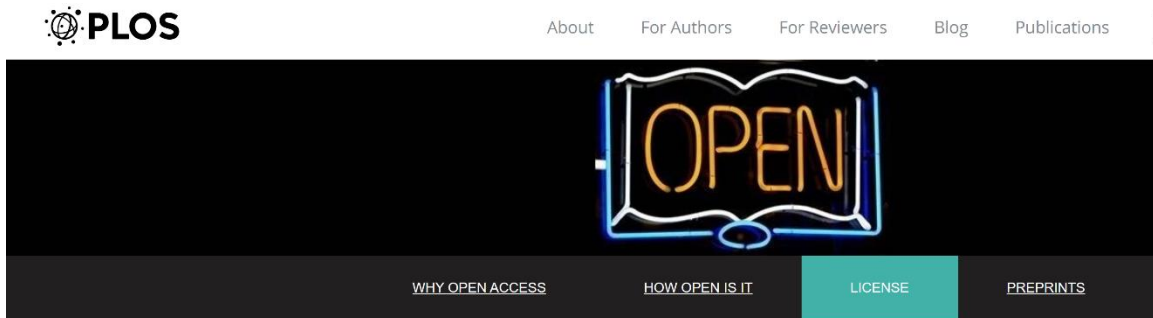 PLOS
About For Authors For Reviewers Blog Publications
OPEN
WHY OPEN ACCESS HOW OPEN IS IT LICENSE PREPRINTS